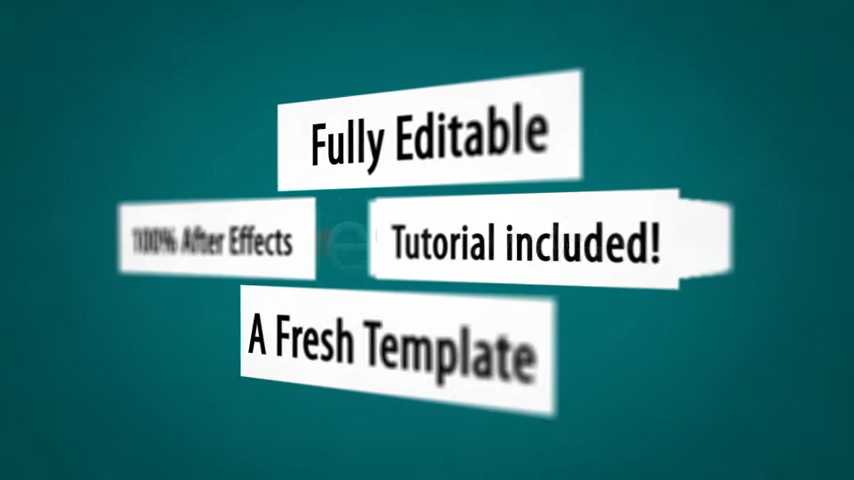 Fully Editable
100% After Effects
Tutorial included!
A Fresh Template